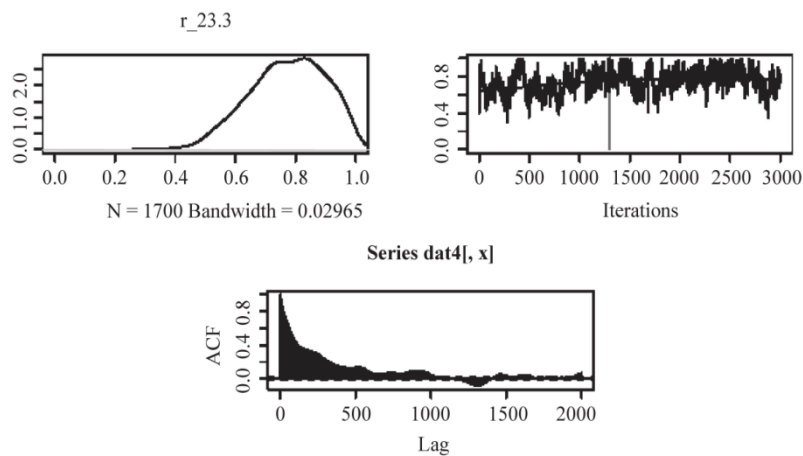 r_23.3
0.0 1.0 2.0
0.0 0.2 0.4 0.6 0.8 1.0
N = 1700 Bandwidth = 0.02965
0.0 0.4 0.8
0 500 1000 1500 2000 2500 3000
Iterations
Series dat4[, x]
ACF
0.0 0.4 0.8
0 500 1000 1500 2000
Lag